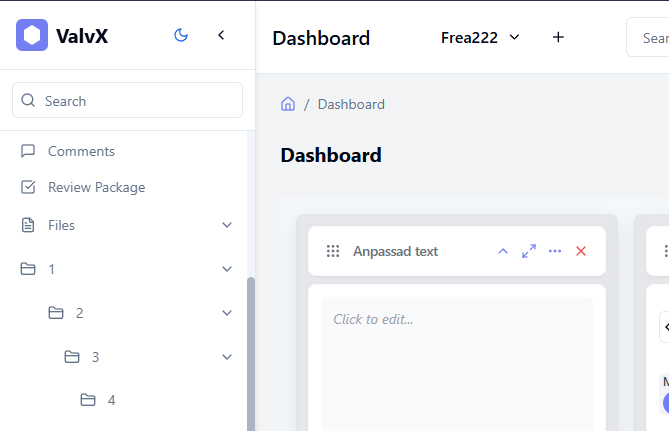 ValvX
Dashboard
Frea222
Search
Comments
Review Package
Files
1
2
3
4
/ Dashboard
Dashboard
Anpassad text
Click to edit...